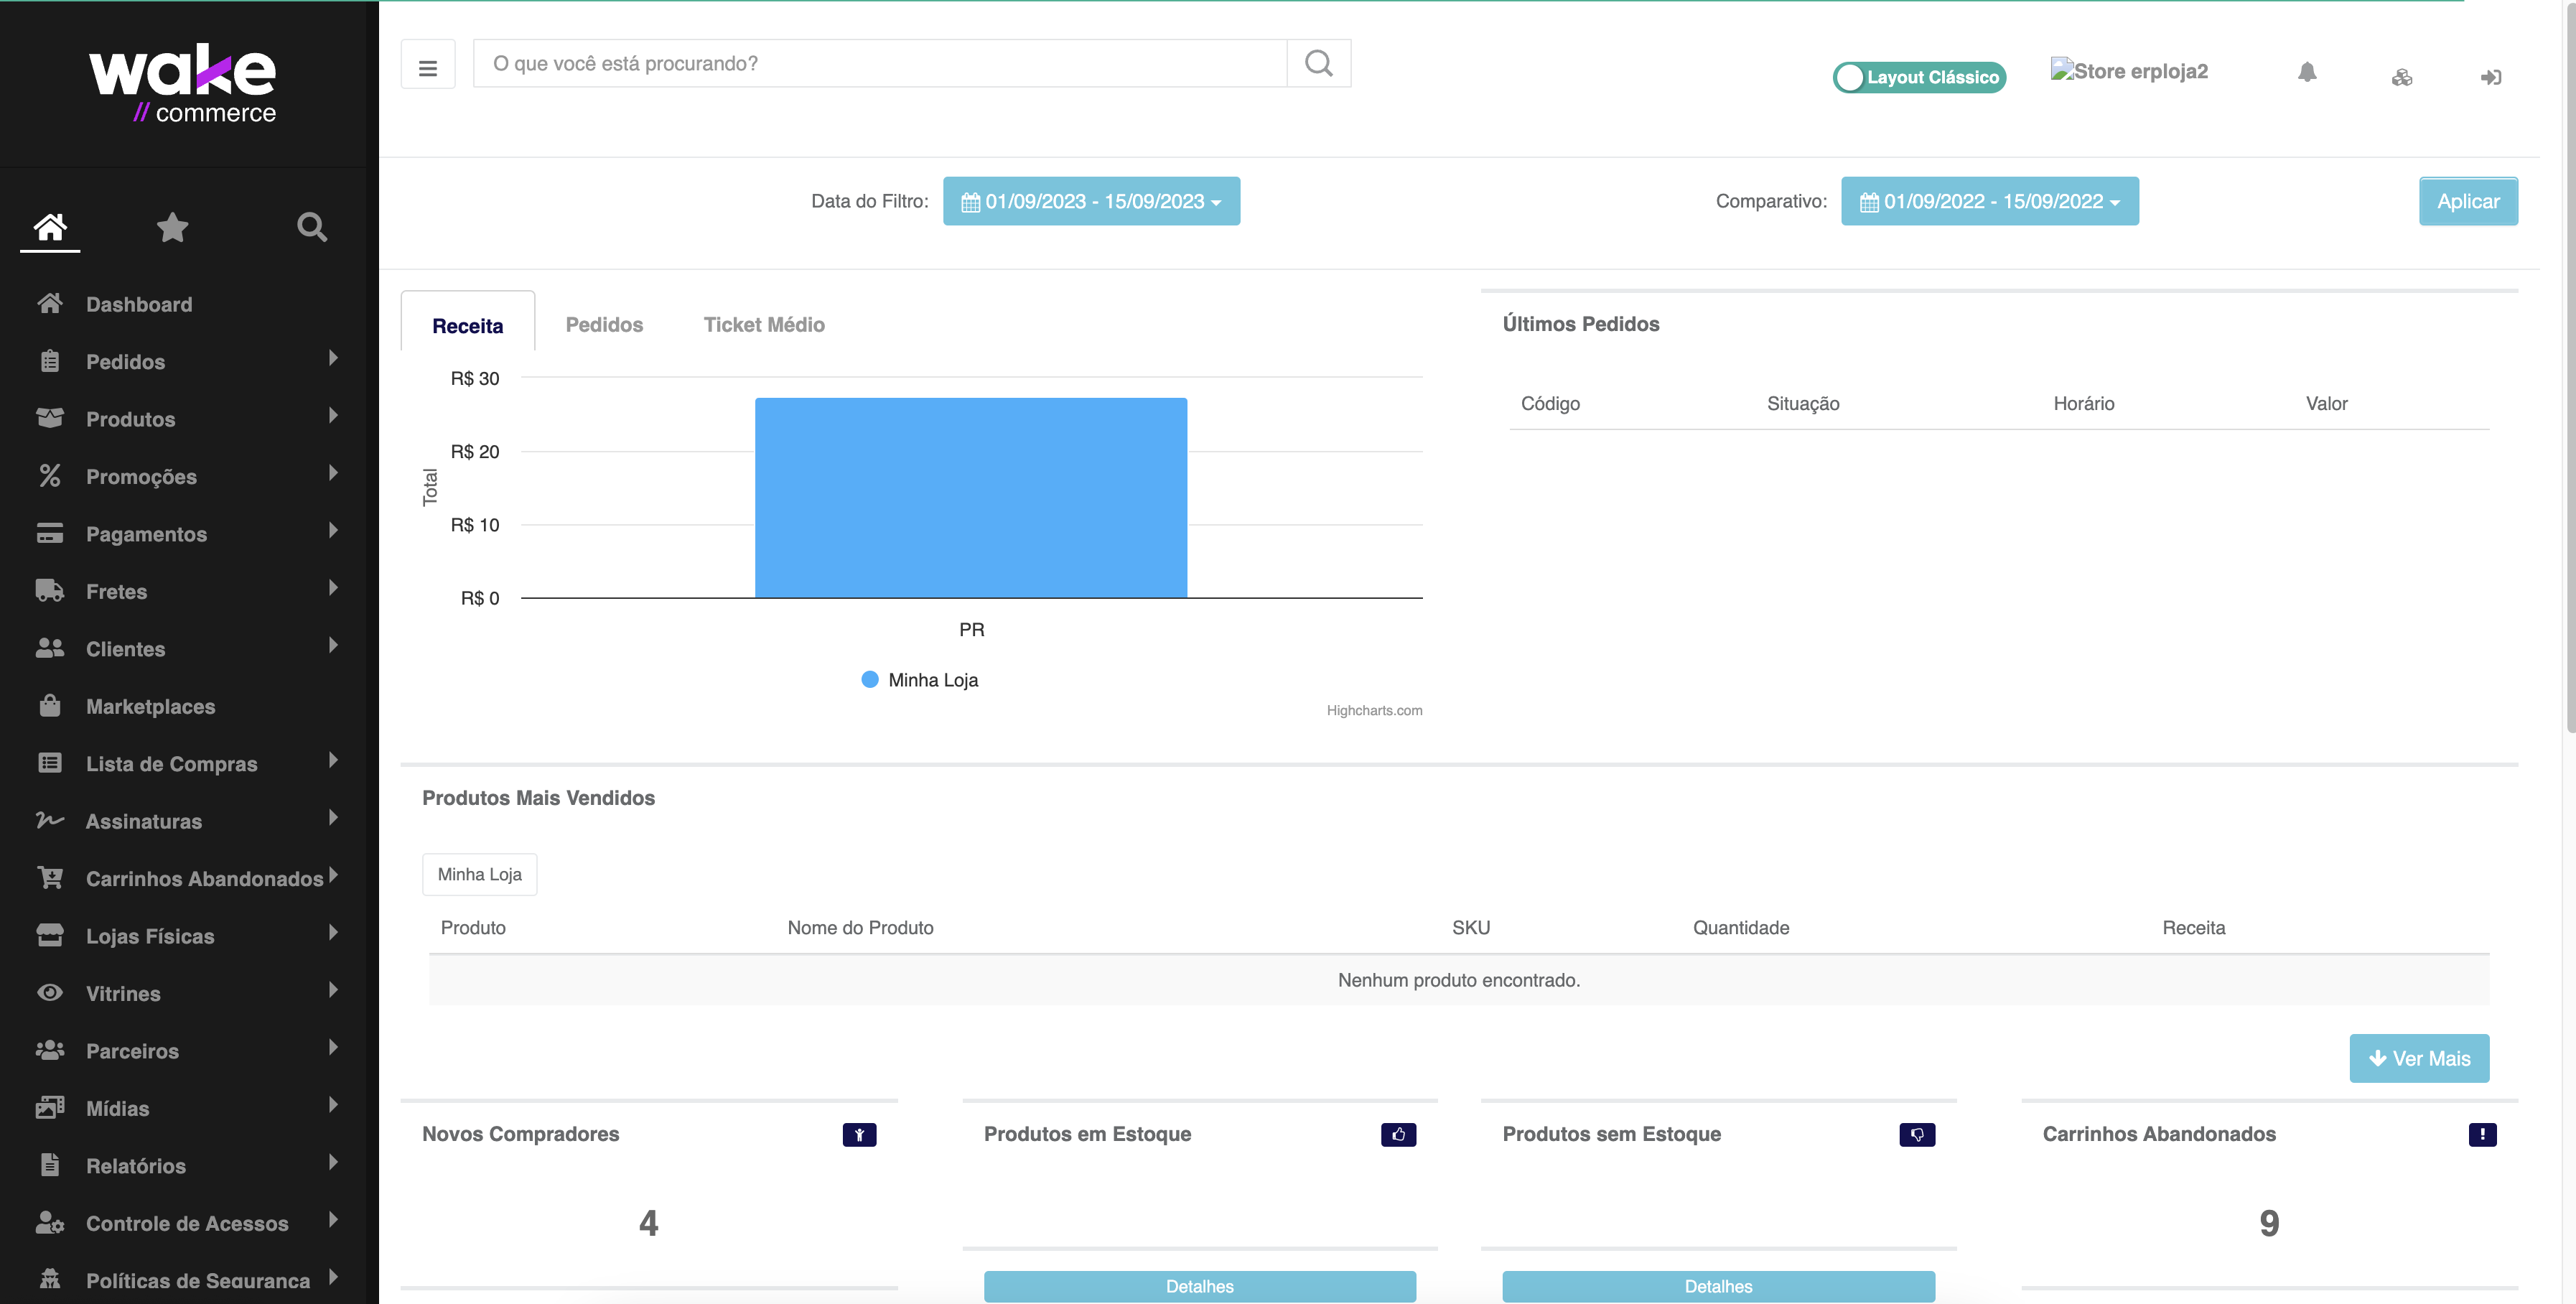 wake
// commerce
O que você está procurando?
Layout Clássico
Store erploja2
Data do Filtro:
01/09/2023 - 15/09/2023
Comparativo:
01/09/2022 - 15/09/2022
Aplicar
Dashboard
Pedidos
Produtos
Promoções
Pagamentos
Fretes
Clientes
Marketplaces
Lista de Compras
Assinaturas
Carrinhos Abandonados
Lojas Físicas
Vitrines
Parceiros
Mídias
Relatórios
Controle de Acessos
Políticas de Segurança
Receita
Pedidos
Ticket Médio
R$ 30
R$ 20
R$ 10
R$ 0
Total
PR
Minha Loja
Highcharts.com
Últimos Pedidos
Código
Situação
Horário
Valor
Produtos Mais Vendidos
Minha Loja
Produto
Nome do Produto
SKU
Quantidade
Receita
Nenhum produto encontrado.
Ver Mais
Novos Compradores
4
Produtos em Estoque
Detalhes
Produtos sem Estoque
Detalhes
Carrinhos Abandonados
9